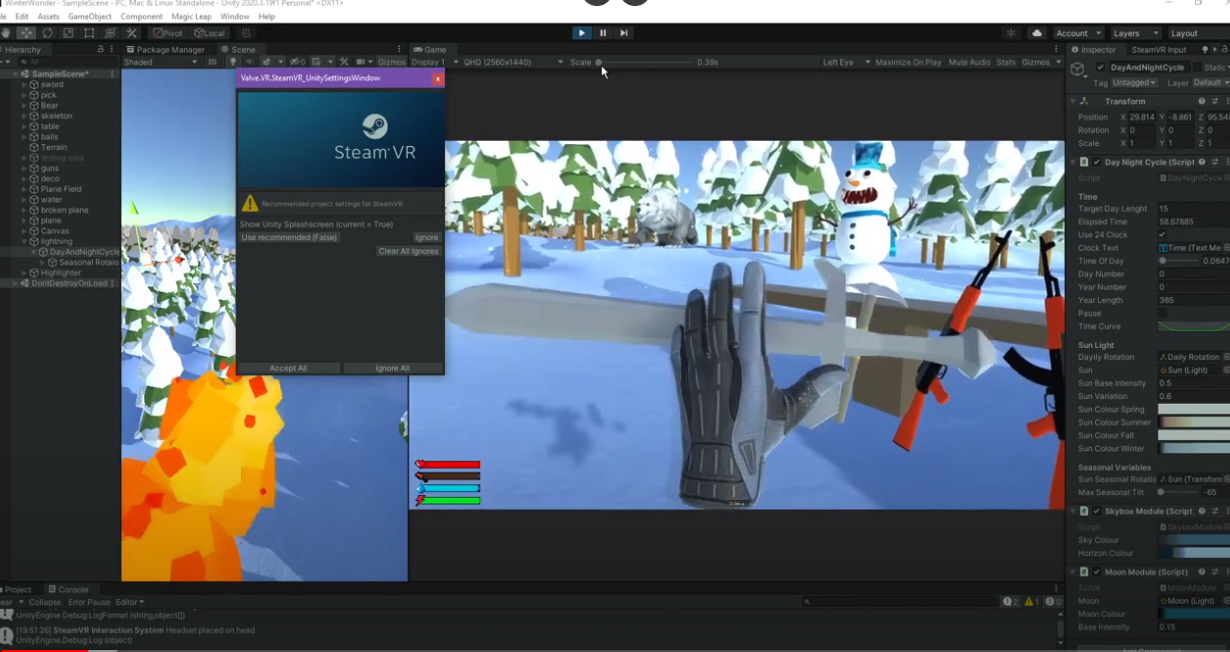 WinterWonder - SampleScene - PC, Mac & Linux Standalone - Unity 2020.3.19f1 Personal* <DX11>
Edit Assets GameObject Component Magic Leap Window Help
Pivot Local Account Layers Layout
Hierarchy Package Manager Scene Game Inspector SteamVR Input
All Shaded 2D 0 Gizmos Display 1 QHD (2560x1440) Scale 0.39x Left Eye Maximize On Play Mute Audio Stats Gizmos
SampleScene*
sword
pick
Bear
skeleton
table
balls
Terrain
testing area
guns
deco
Plane Field
water
broken plane
plane
Canvas
lightning
DayAndNightCycle
Seasonal Rotaio
Highlighter
DontDestroyOnLoad
Valve.VR.SteamVR_UnitySettingsWindow
x
STEAM VR
Recommended project settings for SteamVR:
Show Unity Splashscreen (current = True)
Use recommended (False) Ignore
Clear All Ignores
Accept All Ignore All
DayAndNightCycle Static
Tag Untagged Layer Default
Transform
Position X 29.814 Y -8.861 Z 95.548
Rotation X 0 Y 0 Z 0
Scale X 1 Y 1 Z 1
Day Night Cycle (Script
Script DayNightCycle
Time
Target Day Lenght 15
Elapsed Time 58.67885
Use 24 Clock
Clock Text Time (Text Me
Time Of Day 0.0647
Day Number 0
Year Number 0
Year Length 365
Pause
Time Curve
Sun Light
Dayily Rotation Daily Rotation
Sun Sun (Light)
Sun Base Intensity 0.5
Sun Variation 0.6
Sun Colour Spring
Sun Colour Summer
Sun Colour Fall
Sun Colour Winter
Seasonal Variables
Sun Seasonal Rotatio Sun (Transform
Max Seasonal Tilt -65
Skybox Module (Script)
Script SkyboxModule
Sky Colour
Horizon Colour
Moon Module (Script)
Script MoonModule
Moon Moon (Light)
Moon Colour
Base Intensity 0.15
Project Console
Collapse Error Pause Editor 2 1 0
UnityEngine.Debug:LogFormat (string,object[])
[19:51:26] SteamVR Interaction System Headset placed on head
UnityEngine.Debug:Log (object)